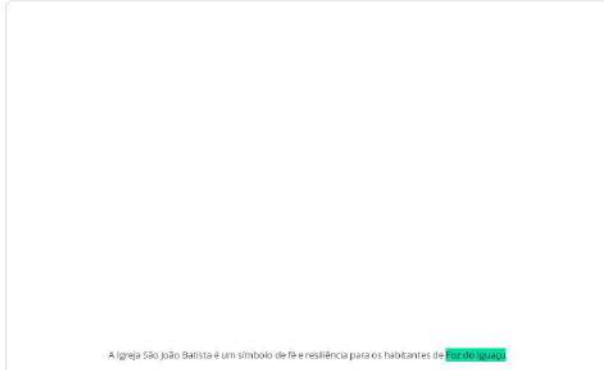 A Igreja São João Batista é um símbolo de fé e resiliência para os habitantes de Foz do Iguaçu